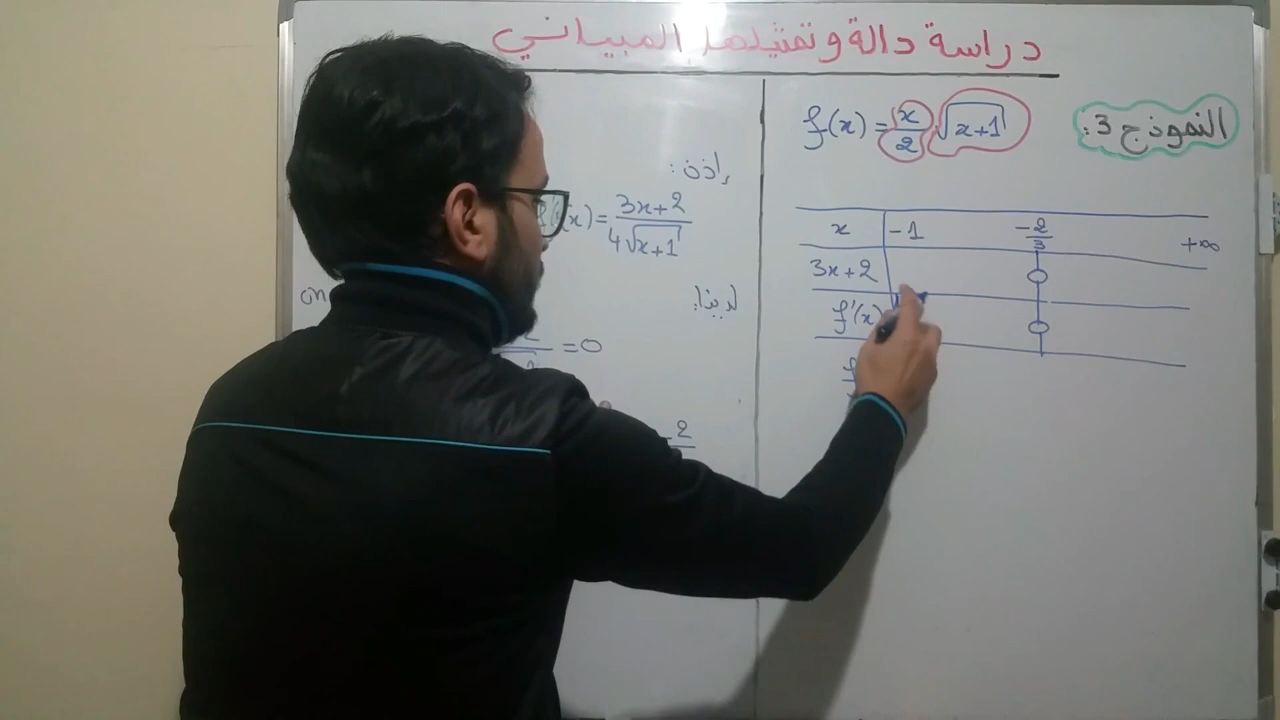 دراسة دالة وتمثيلها المبياني
النموذج 3:
f(x) = x/2 √x+1
x -1 -2/3 +∞
3x+2 0
f'(x) 0
f
إذن:
(x) = 3x+2 / 4√x+1
لدينا:
on
= 0
2